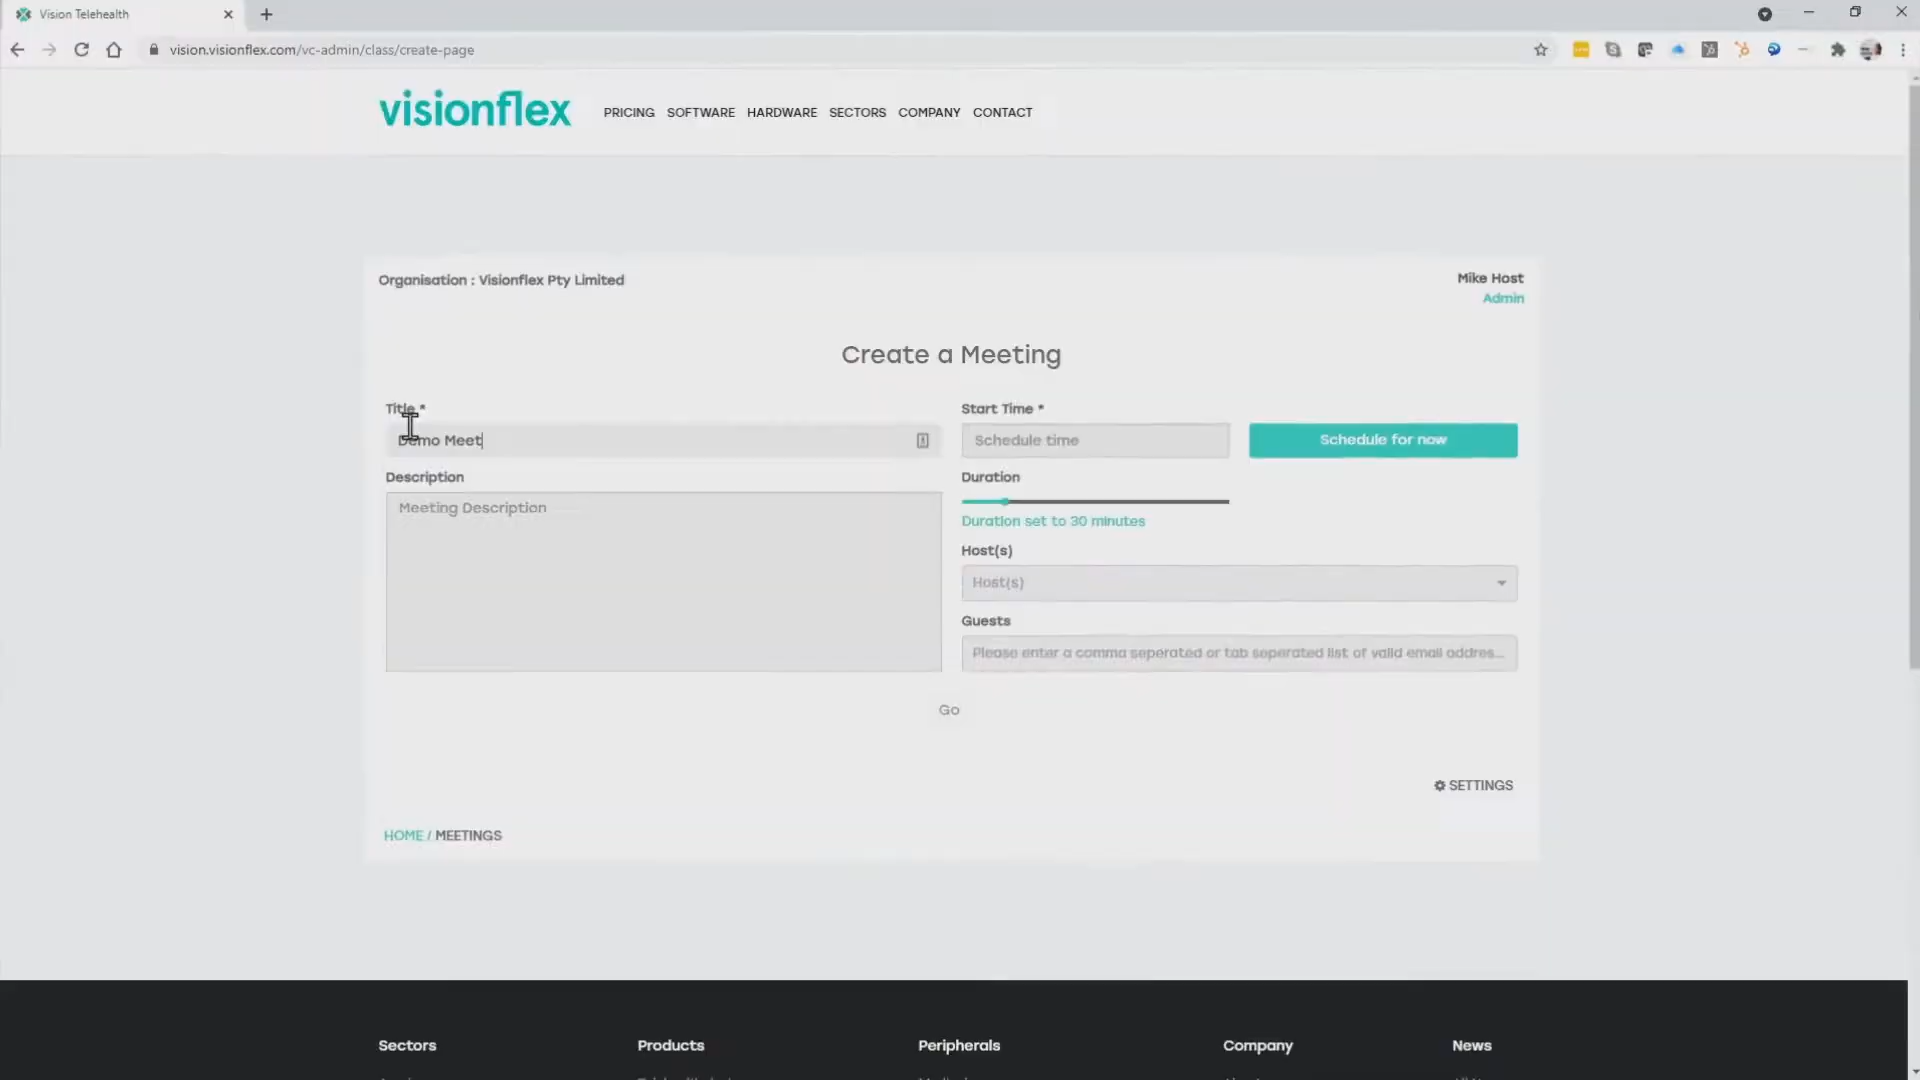 Vision Telehealth
vision.visionflex.com/vc-admin/class/create-page
visionflex
PRICING SOFTWARE HARDWARE SECTORS COMPANY CONTACT
Organisation : Visionflex Pty Limited
Mike Host
Admin
Create a Meeting
Title *
Demo Meet
Description
Meeting Description
Start Time *
Schedule time
Schedule for now
Duration
Duration set to 30 minutes
Host(s)
Host(s)
Guests
Please enter a comma seperated or tab seperated list of valid email addres...
Go
SETTINGS
HOME / MEETINGS
Sectors
Products
Peripherals
Company
News